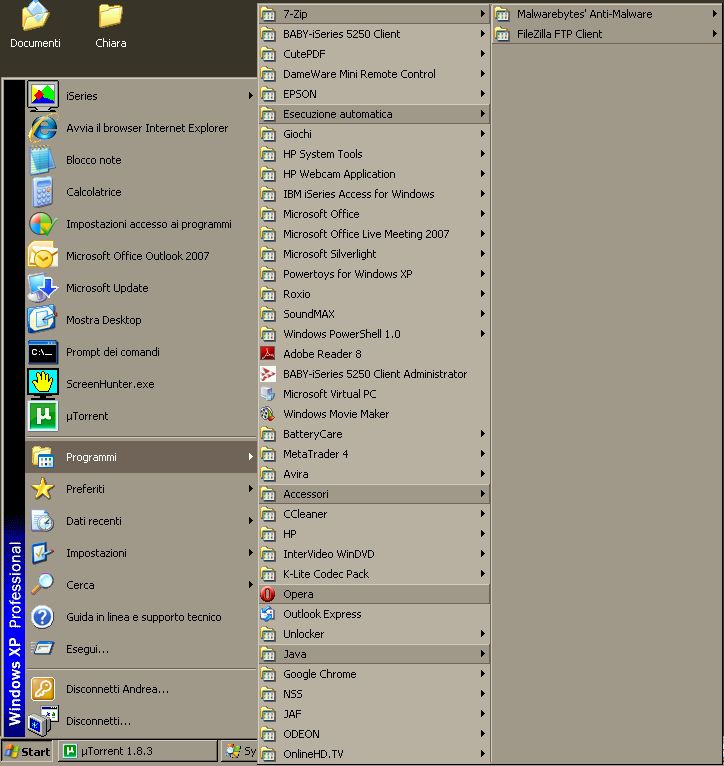 Documenti
Chiara
iSeries
Avvia il browser Internet Explorer
Blocco note
Calcolatrice
Impostazioni accesso ai programmi
Microsoft Office Outlook 2007
Microsoft Update
Mostra Desktop
C:\_
Prompt dei comandi
ScreenHunter.exe
µ
µTorrent
Programmi
Preferiti
Dati recenti
Impostazioni
Cerca
Guida in linea e supporto tecnico
Esegui...
Disconnetti Andrea...
Disconnetti...
Windows XP Professional
7-Zip
BABY-iSeries 5250 Client
CutePDF
DameWare Mini Remote Control
EPSON
Esecuzione automatica
Giochi
HP System Tools
HP Webcam Application
IBM iSeries Access for Windows
Microsoft Office
Microsoft Office Live Meeting 2007
Microsoft Silverlight
Powertoys for Windows XP
Roxio
SoundMAX
Windows PowerShell 1.0
Adobe Reader 8
BABY-iSeries 5250 Client Administrator
Microsoft Virtual PC
Windows Movie Maker
BatteryCare
MetaTrader 4
Avira
Accessori
CCleaner
HP
InterVideo WinDVD
K-Lite Codec Pack
Opera
Outlook Express
Unlocker
Java
Google Chrome
NSS
JAF
ODEON
OnlineHD.TV
Malwarebytes' Anti-Malware
FileZilla FTP Client
Start
µ
µTorrent 1.8.3
Sy